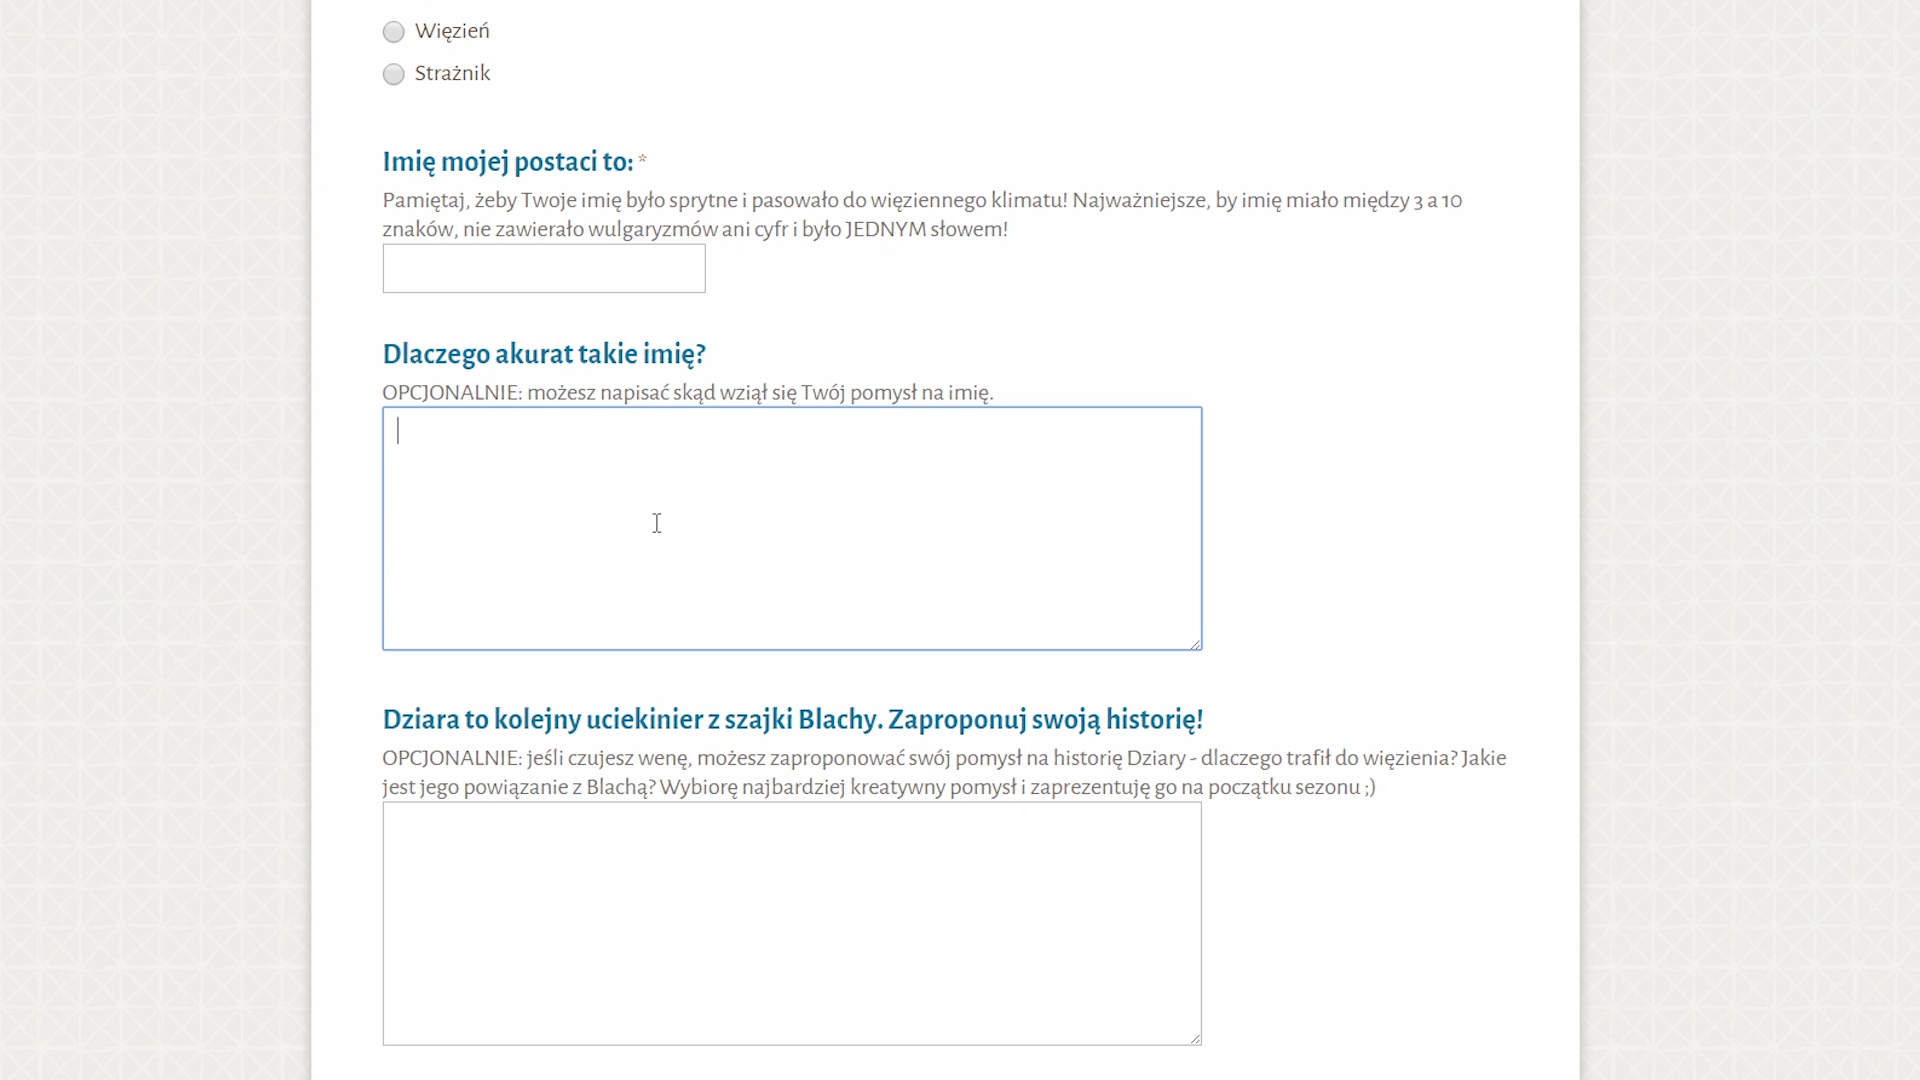 Więzień
Strażnik
Imię mojej postaci to: *
Pamiętaj, żeby Twoje imię było sprytne i pasowało do więziennego klimatu! Najważniejsze, by imię miało między 3 a 10
znaków, nie zawierało wulgaryzmów ani cyfr i było JEDNYM słowem!
Dlaczego akurat takie imię?
OPCJONALNIE: możesz napisać skąd wziął się Twój pomysł na imię.
Dziara to kolejny uciekinier z szajki Blachy. Zaproponuj swoją historię!
OPCJONALNIE: jeśli czujesz wenę, możesz zaproponować swój pomysł na historię Dziary - dlaczego trafił do więzienia? Jakie
jest jego powiązanie z Blachą? Wybiorę najbardziej kreatywny pomysł i zaprezentuję go na początku sezonu ;)